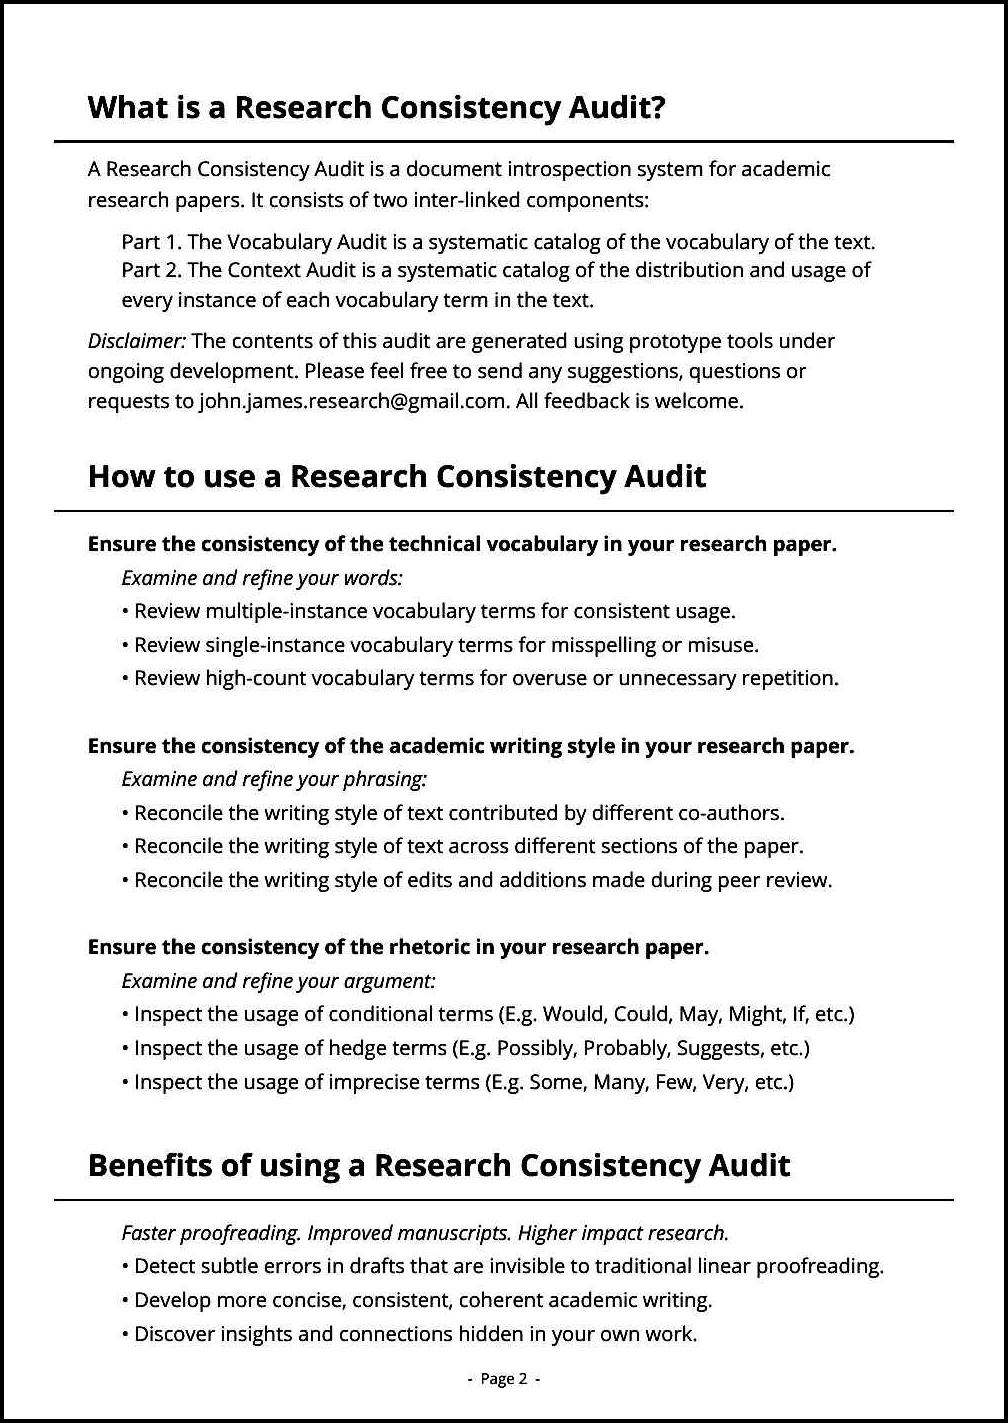 What is a Research Consistency Audit?
A Research Consistency Audit is a document introspection system for academic
research papers. It consists of two inter-linked components:
Part 1. The Vocabulary Audit is a systematic catalog of the vocabulary of the text.
Part 2. The Context Audit is a systematic catalog of the distribution and usage of
every instance of each vocabulary term in the text.
Disclaimer: The contents of this audit are generated using prototype tools under
ongoing development. Please feel free to send any suggestions, questions or
requests to john.james.research@gmail.com. All feedback is welcome.
How to use a Research Consistency Audit
Ensure the consistency of the technical vocabulary in your research paper.
Examine and refine your words:
• Review multiple-instance vocabulary terms for consistent usage.
• Review single-instance vocabulary terms for misspelling or misuse.
• Review high-count vocabulary terms for overuse or unnecessary repetition.
Ensure the consistency of the academic writing style in your research paper.
Examine and refine your phrasing:
• Reconcile the writing style of text contributed by different co-authors.
• Reconcile the writing style of text across different sections of the paper.
• Reconcile the writing style of edits and additions made during peer review.
Ensure the consistency of the rhetoric in your research paper.
Examine and refine your argument:
• Inspect the usage of conditional terms (E.g. Would, Could, May, Might, If, etc.)
• Inspect the usage of hedge terms (E.g. Possibly, Probably, Suggests, etc.)
• Inspect the usage of imprecise terms (E.g. Some, Many, Few, Very, etc.)
Benefits of using a Research Consistency Audit
Faster proofreading. Improved manuscripts. Higher impact research.
• Detect subtle errors in drafts that are invisible to traditional linear proofreading.
• Develop more concise, consistent, coherent academic writing.
• Discover insights and connections hidden in your own work.
- Page 2 -